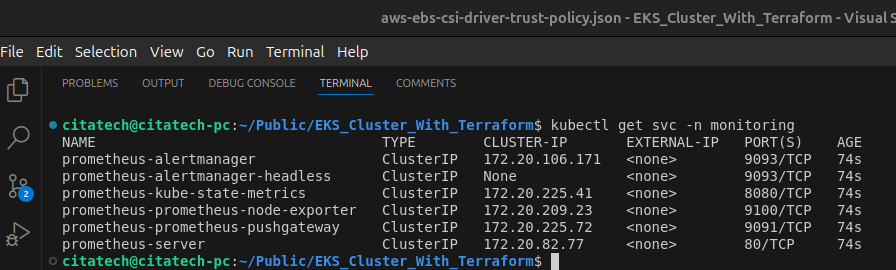 aws-ebs-csi-driver-trust-policy.json - EKS_Cluster_With_Terraform - Visual S
File Edit Selection View Go Run Terminal Help
PROBLEMS OUTPUT DEBUG CONSOLE TERMINAL COMMENTS
citatech@citatech-pc:~/Public/EKS_Cluster_With_Terraform$ kubectl get svc -n monitoring
NAME TYPE CLUSTER-IP EXTERNAL-IP PORT(S) AGE
prometheus-alertmanager ClusterIP 172.20.106.171 <none> 9093/TCP 74s
prometheus-alertmanager-headless ClusterIP None <none> 9093/TCP 74s
prometheus-kube-state-metrics ClusterIP 172.20.225.41 <none> 8080/TCP 74s
prometheus-prometheus-node-exporter ClusterIP 172.20.209.23 <none> 9100/TCP 74s
prometheus-prometheus-pushgateway ClusterIP 172.20.225.72 <none> 9091/TCP 74s
prometheus-server ClusterIP 172.20.82.77 <none> 80/TCP 74s
citatech@citatech-pc:~/Public/EKS_Cluster_With_Terraform$
2